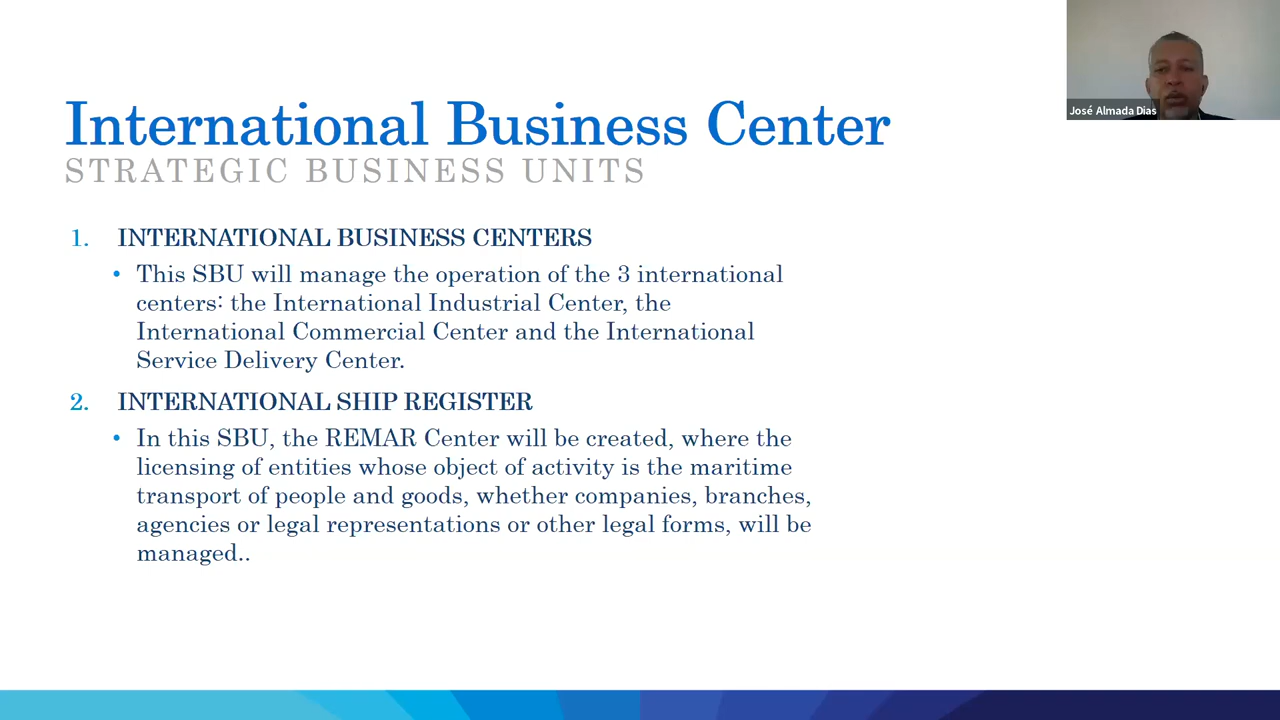 José Almada Dias
International Business Center
STRATEGIC BUSINESS UNITS
1. INTERNATIONAL BUSINESS CENTERS
• This SBU will manage the operation of the 3 international
centers: the International Industrial Center, the
International Commercial Center and the International
Service Delivery Center.
2. INTERNATIONAL SHIP REGISTER
• In this SBU, the REMAR Center will be created, where the
licensing of entities whose object of activity is the maritime
transport of people and goods, whether companies, branches,
agencies or legal representations or other legal forms, will be
managed..